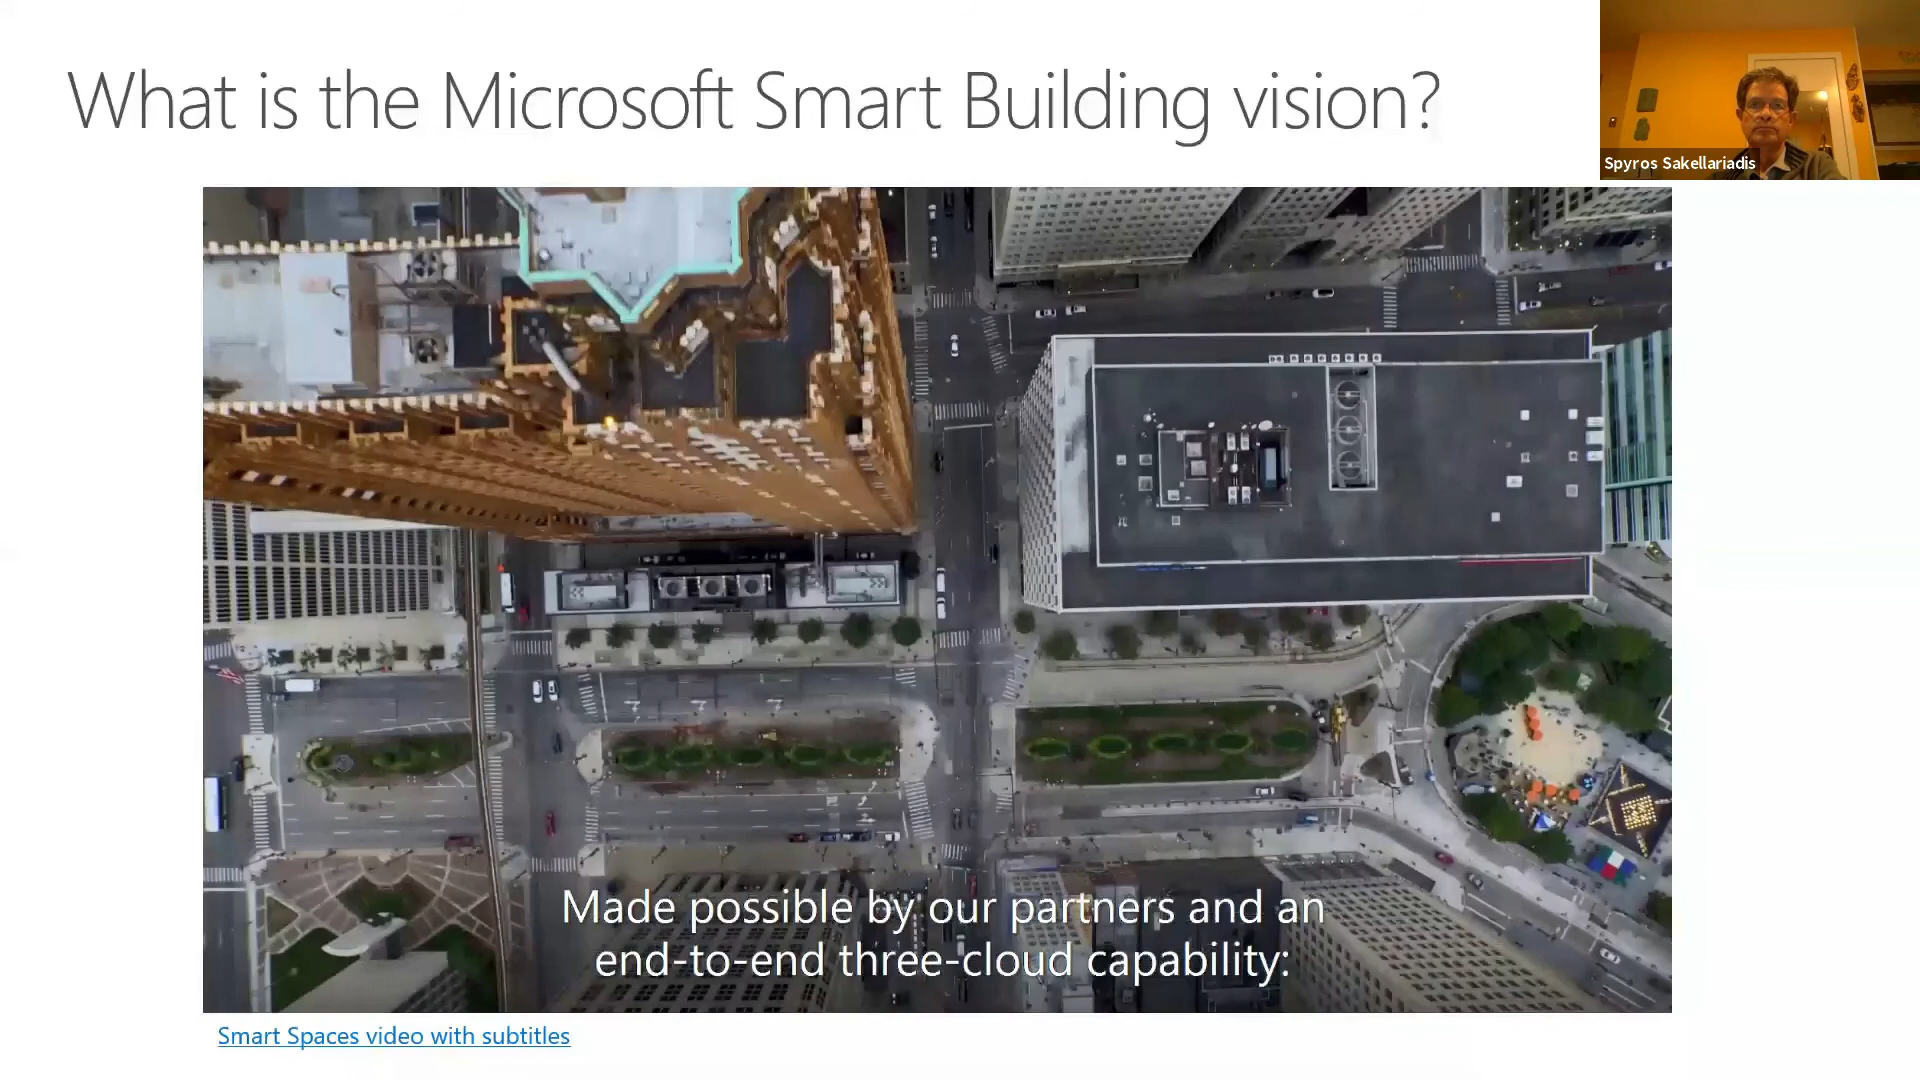 What is the Microsoft Smart Building vision?
Spyros Sakellariadis
Made possible by our partners and an
end-to-end three-cloud capability:
Smart Spaces video with subtitles